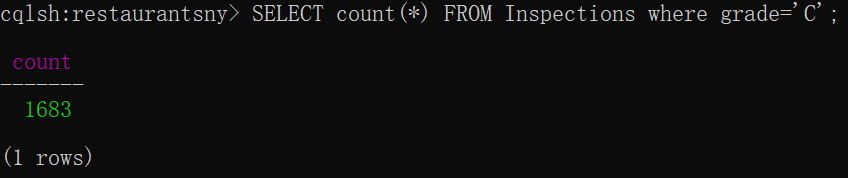 cqlsh:restaurantsny> SELECT count(*) FROM Inspections where grade='C';
count
-------
1683
(1 rows)